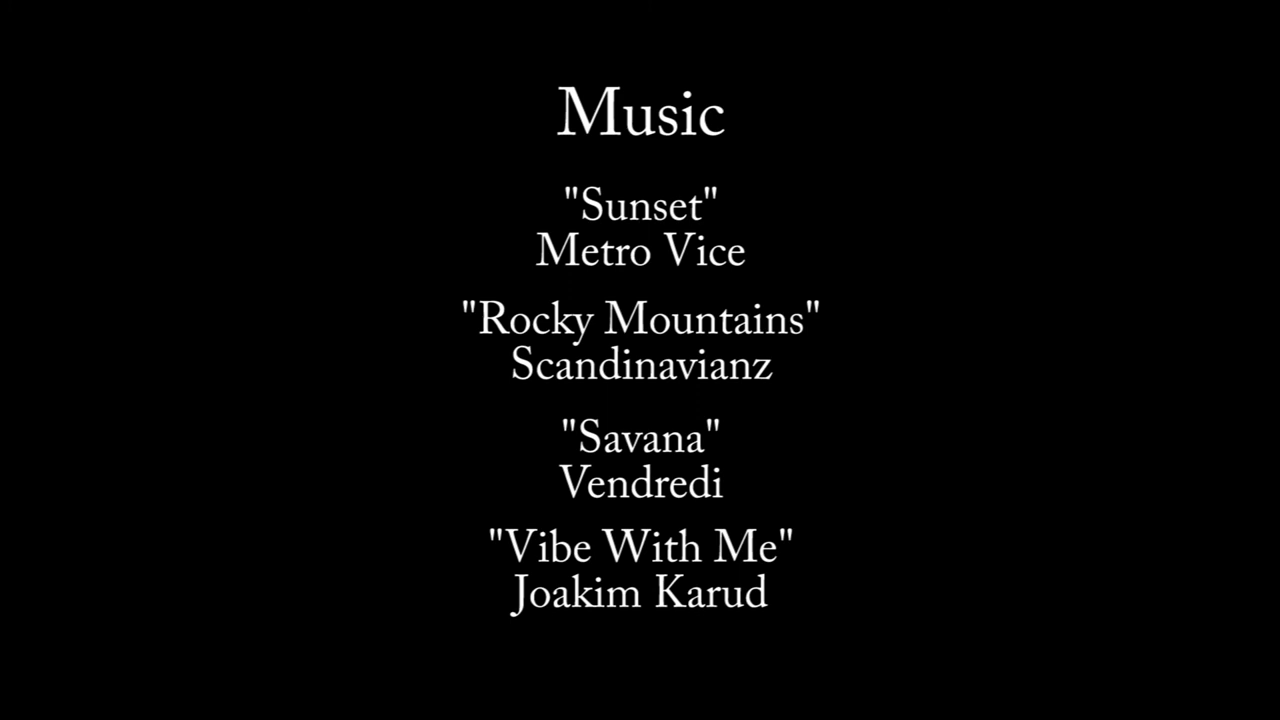 Music
"Sunset"
Metro Vice
"Rocky Mountains"
Scandinavianz
"Savana"
Vendredi
"Vibe With Me"
Joakim Karud